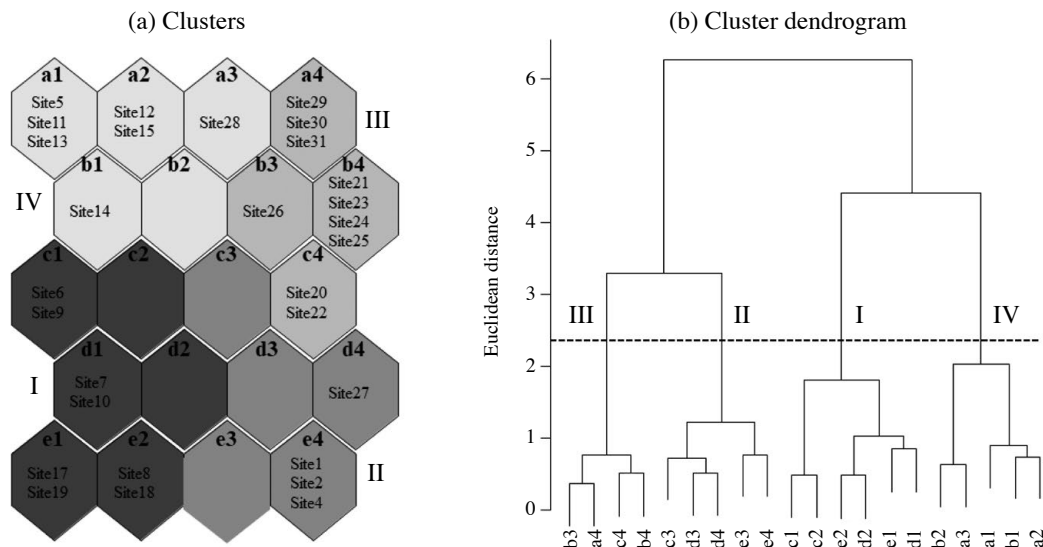 (a) Clusters
a1
a2
a3
a4
Site5
Site11
Site13
Site12
Site15
Site28
Site29
Site30
Site31
III
b1
b2
b3
b4
IV
Site14
Site26
Site21
Site23
Site24
Site25
c1
c2
c3
c4
Site6
Site9
Site20
Site22
d1
d2
d3
d4
I
Site7
Site10
Site27
e1
e2
e3
e4
Site17
Site19
Site8
Site18
Site1
Site2
Site4
II
(b) Cluster dendrogram
Euclidean distance
6
5
4
3
2
1
0
III
II
I
IV
b3
a4
c4
b4
c3
d3
d4
e3
e4
c1
c2
e2
d2
e1
d1
b2
a3
a1
b1
a2